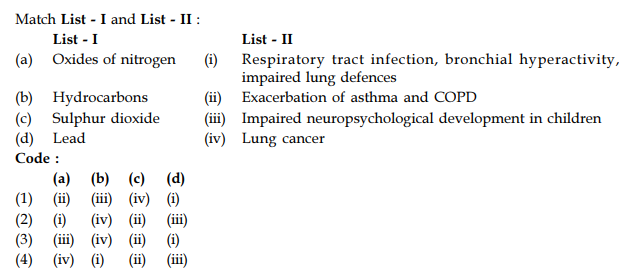 Match List - I and List - II :
List - I List - II
(a) Oxides of nitrogen (i) Respiratory tract infection, bronchial hyperactivity,
impaired lung defences
(b) Hydrocarbons (ii) Exacerbation of asthma and COPD
(c) Sulphur dioxide (iii) Impaired neuropsychological development in children
(d) Lead (iv) Lung cancer
Code :
(a) (b) (c) (d)
(1) (ii) (iii) (iv) (i)
(2) (i) (iv) (ii) (iii)
(3) (iii) (iv) (ii) (i)
(4) (iv) (i) (ii) (iii)